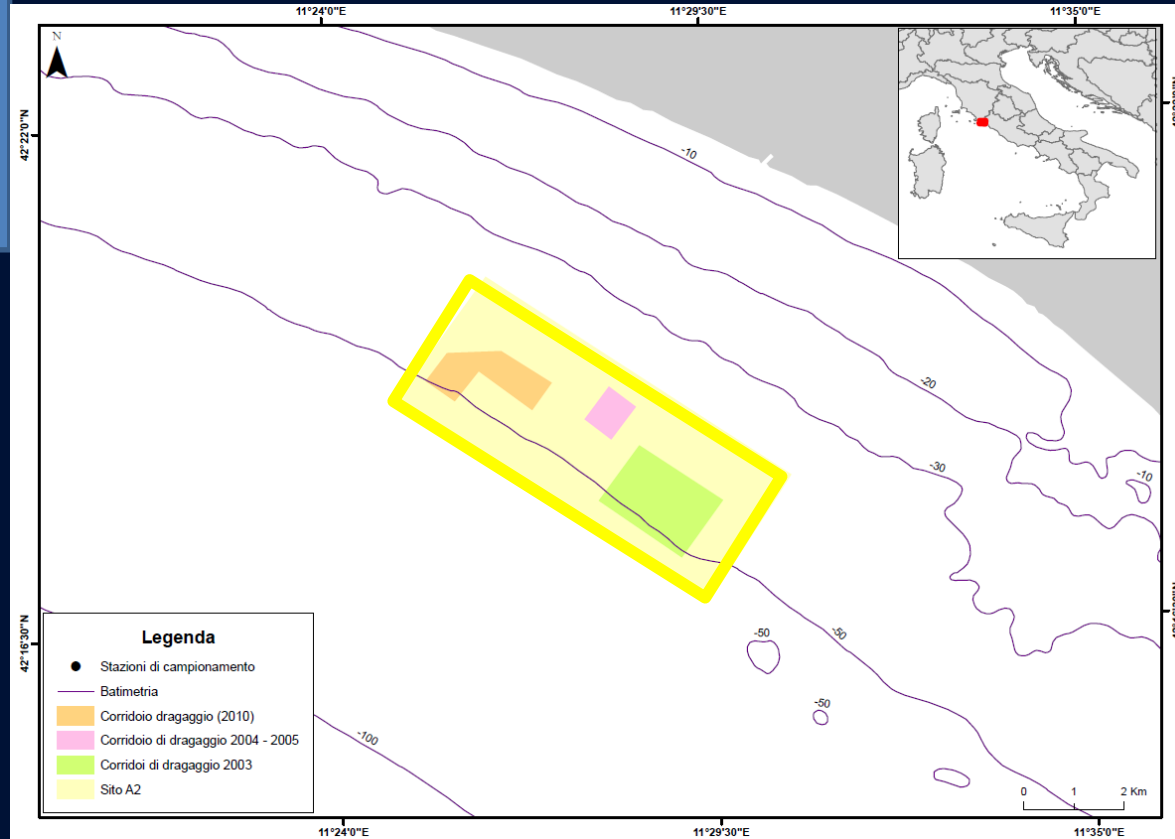 11°24'0"E
11°29'30"E
11°35'0"E
N
42°22'0"N
-10
-20
-30
-10
-50
-50
-50
-100
42°16'30"N
Legenda
Stazioni di campionamento
Batimetria
Corridoio dragaggio (2010)
Corridoio di dragaggio 2004 - 2005
Corridoi di dragaggio 2003
Sito A2
0 1 2 Km
11°24'0"E
11°29'30"E
11°35'0"E